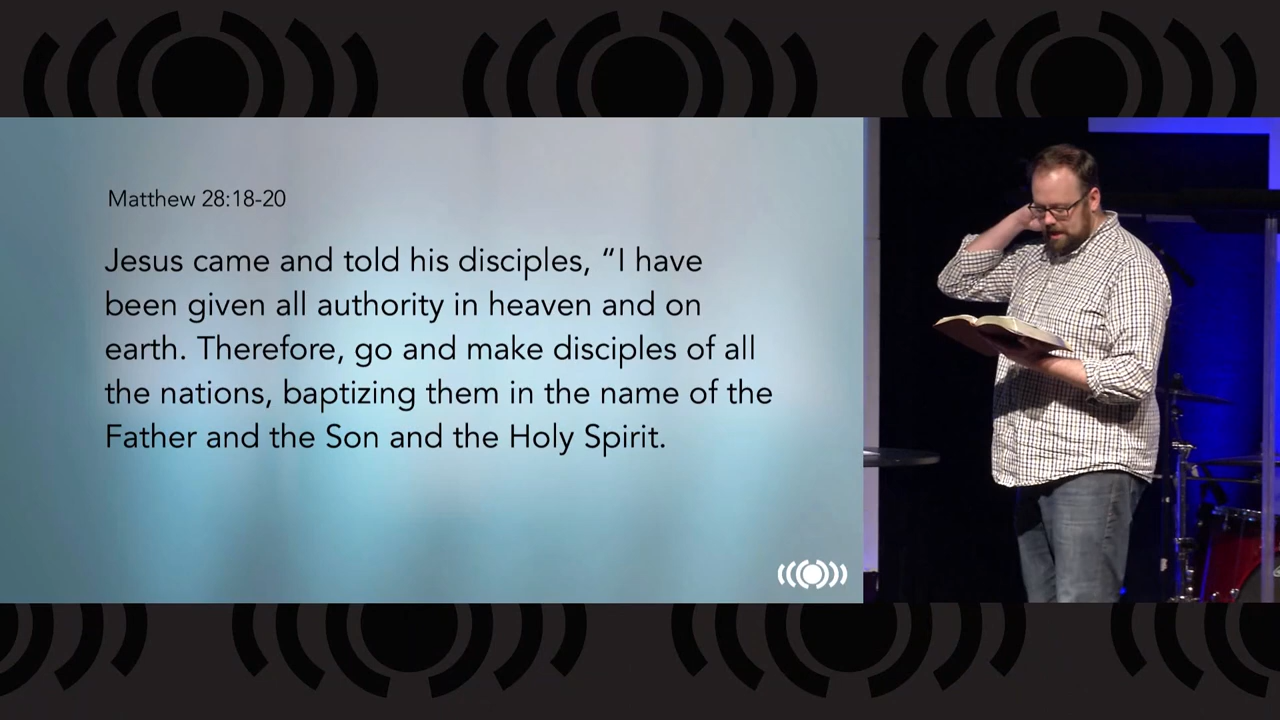 Matthew 28:18-20
Jesus came and told his disciples, “I have
been given all authority in heaven and on
earth. Therefore, go and make disciples of all
the nations, baptizing them in the name of the
Father and the Son and the Holy Spirit.